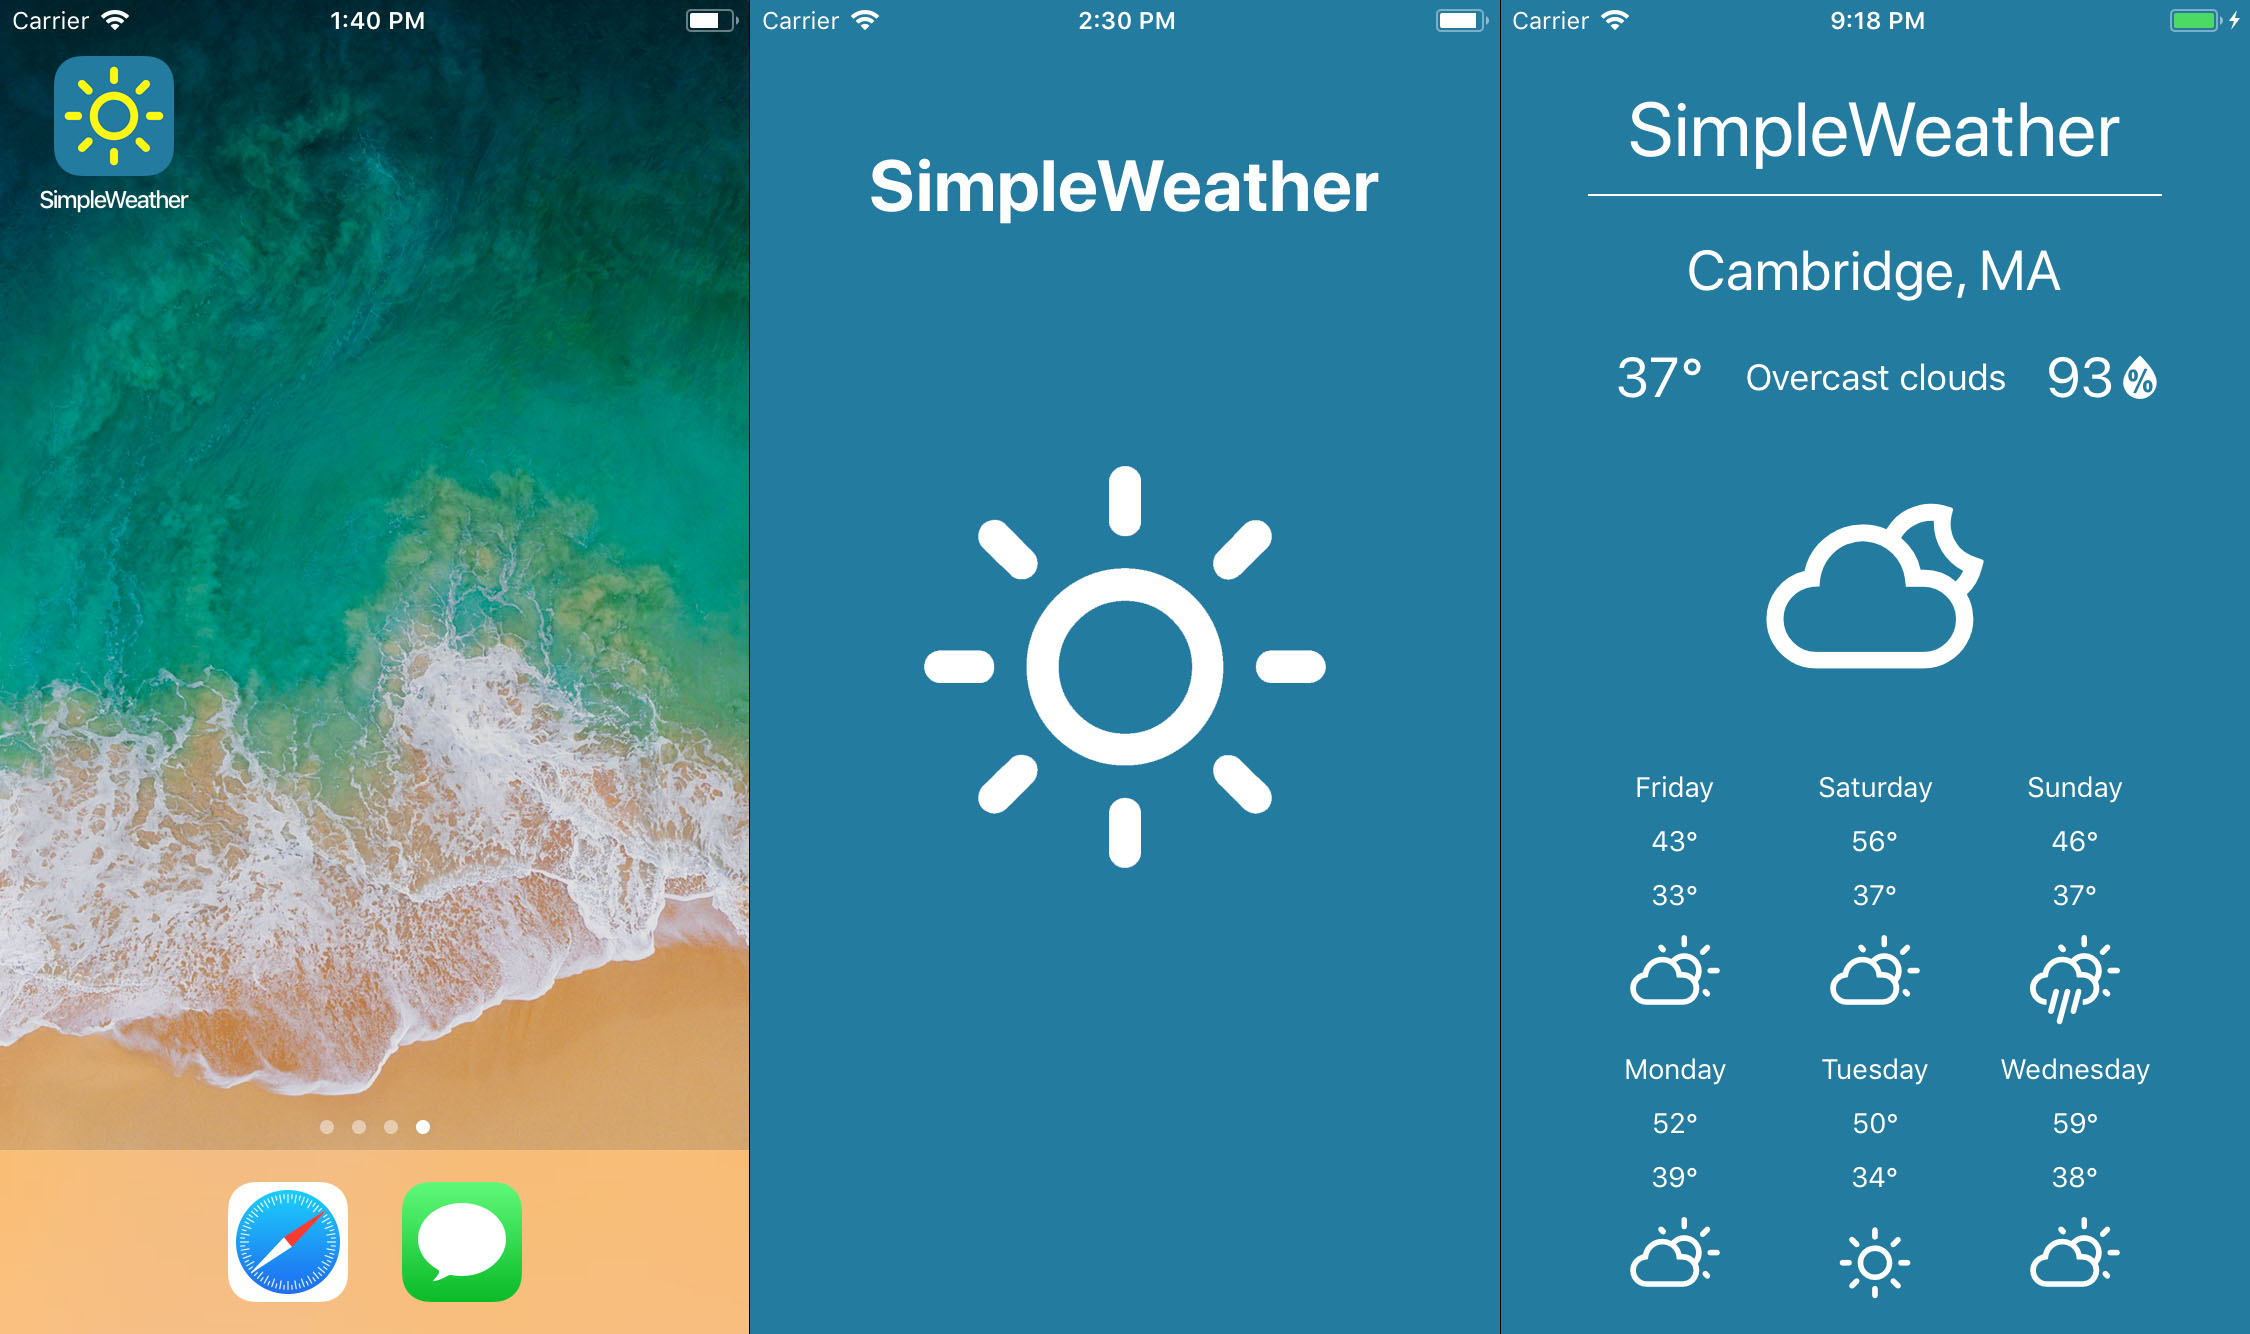 Carrier 1:40 PM
SimpleWeather
Carrier 2:30 PM
SimpleWeather
Carrier 9:18 PM
SimpleWeather
Cambridge, MA
37° Overcast clouds 93 %
Friday Saturday Sunday
43° 56° 46°
33° 37° 37°
Monday Tuesday Wednesday
52° 50° 59°
39° 34° 38°